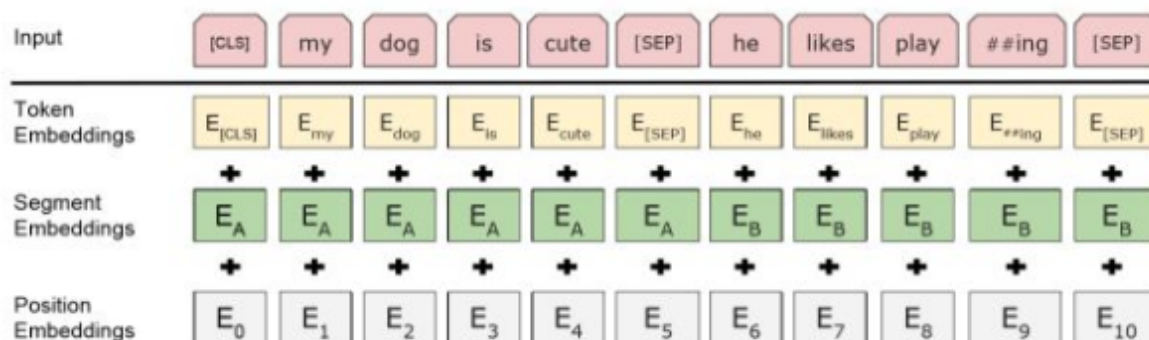 Input [CLS] my dog is cute [SEP] he likes play ##ing [SEP]
Token Embeddings E[CLS] Emy Edog Eis Ecute E[SEP] Ehe Elikes Eplay E##ing E[SEP]
+ + + + + + + + + + +
Segment Embeddings EA EA EA EA EA EA EB EB EB EB EB
+ + + + + + + + + + +
Position Embeddings E0 E1 E2 E3 E4 E5 E6 E7 E8 E9 E10